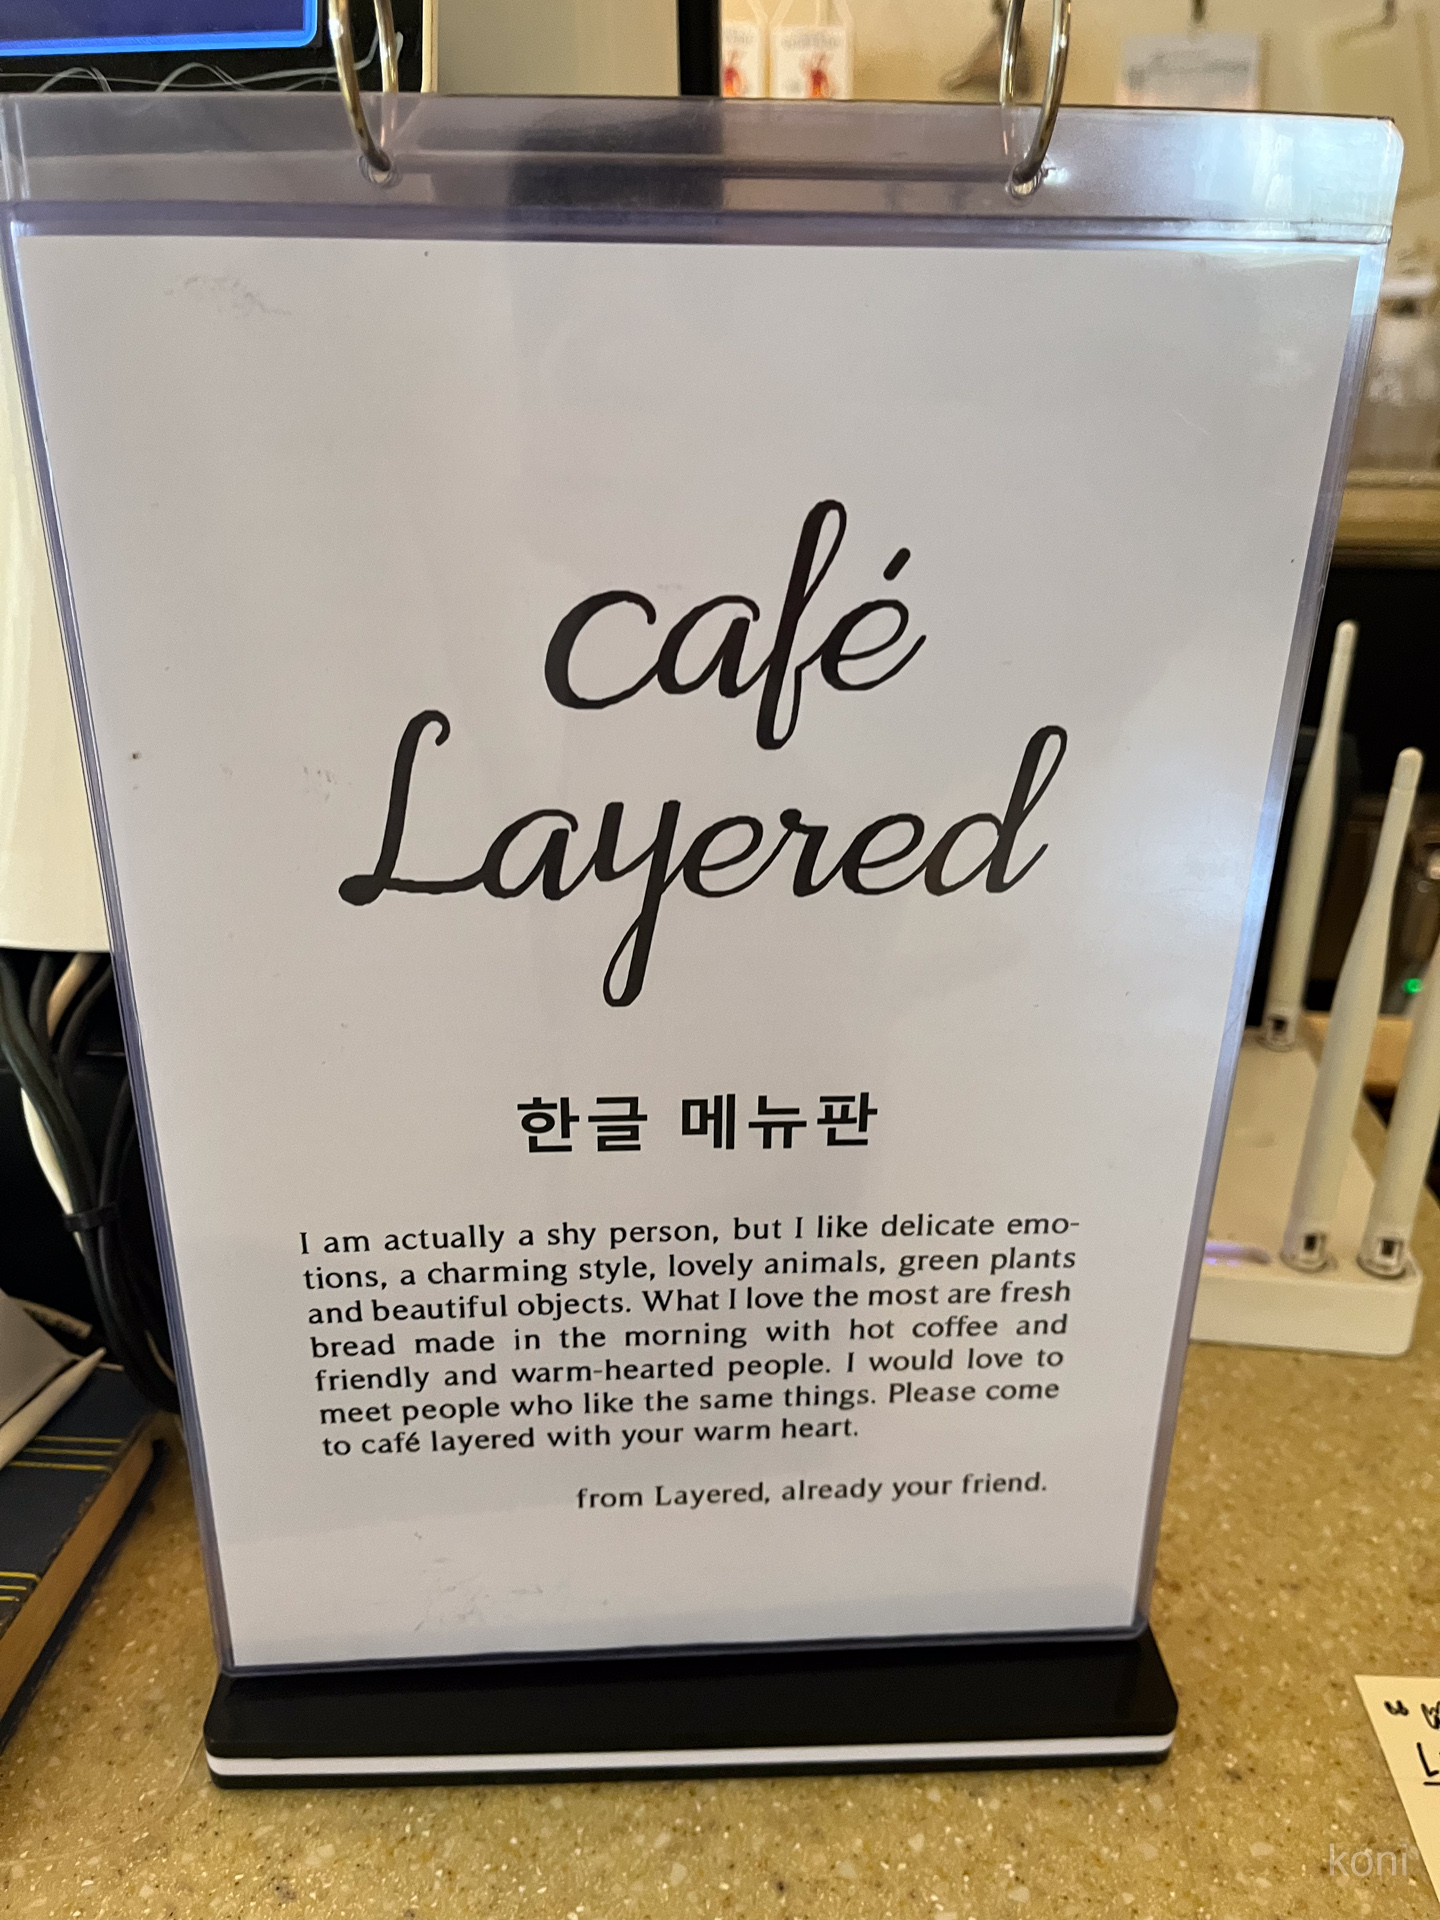 café
Layered
한글 메뉴판
I am actually a shy person, but I like delicate emo-
tions, a charming style, lovely animals, green plants
and beautiful objects. What I love the most are fresh
bread made in the morning with hot coffee and
friendly and warm-hearted people. I would love to
meet people who like the same things. Please come
to café layered with your warm heart.
from Layered, already your friend.
koni